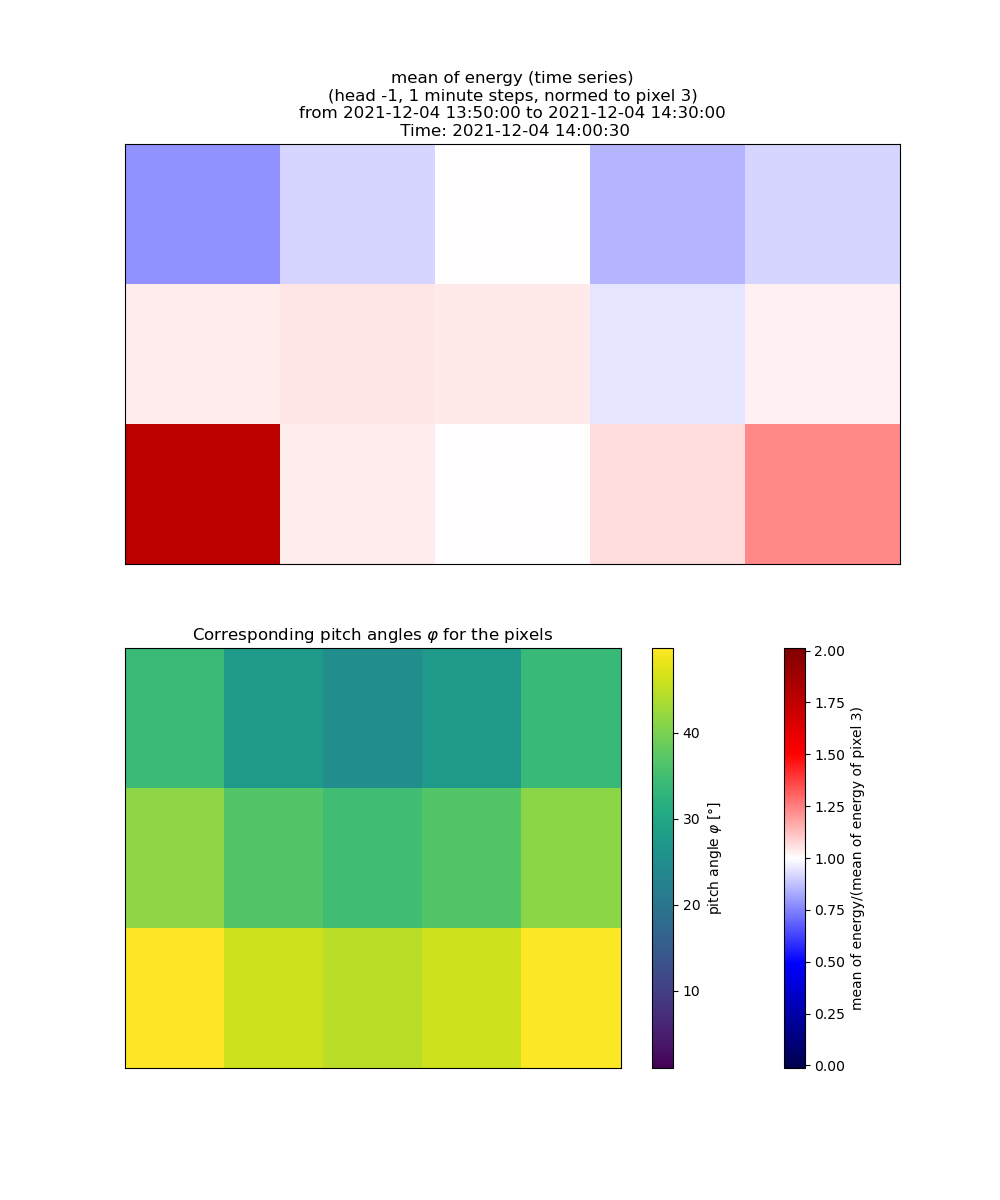 mean of energy (time series)
(head -1, 1 minute steps, normed to pixel 3)
from 2021-12-04 13:50:00 to 2021-12-04 14:30:00
Time: 2021-12-04 14:00:30
Corresponding pitch angles φ for the pixels
40
30
20
10
pitch angle φ [°]
2.00
1.75
1.50
1.25
1.00
0.75
0.50
0.25
0.00
mean of energy/(mean of energy of pixel 3)